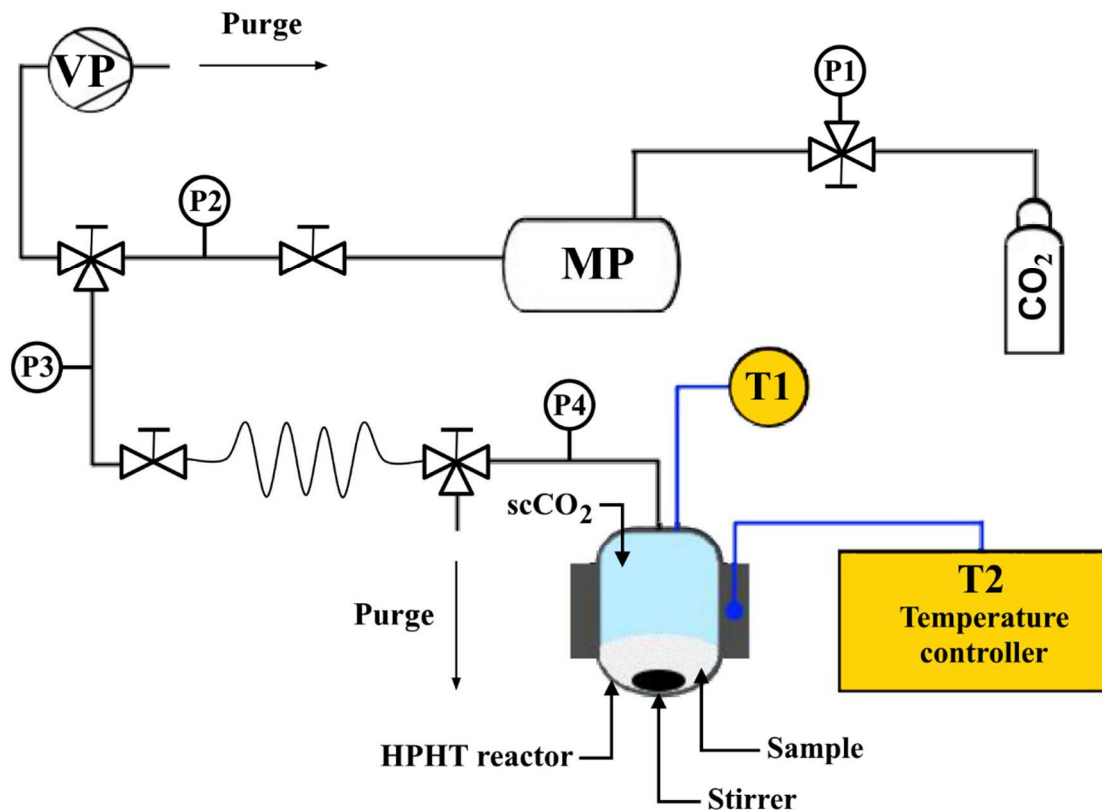 Purge
VP
P1
P2
MP
CO₂
P3
T1
P4
scCO₂
T2
Temperature
controller
Purge
HPHT reactor
Sample
Stirrer